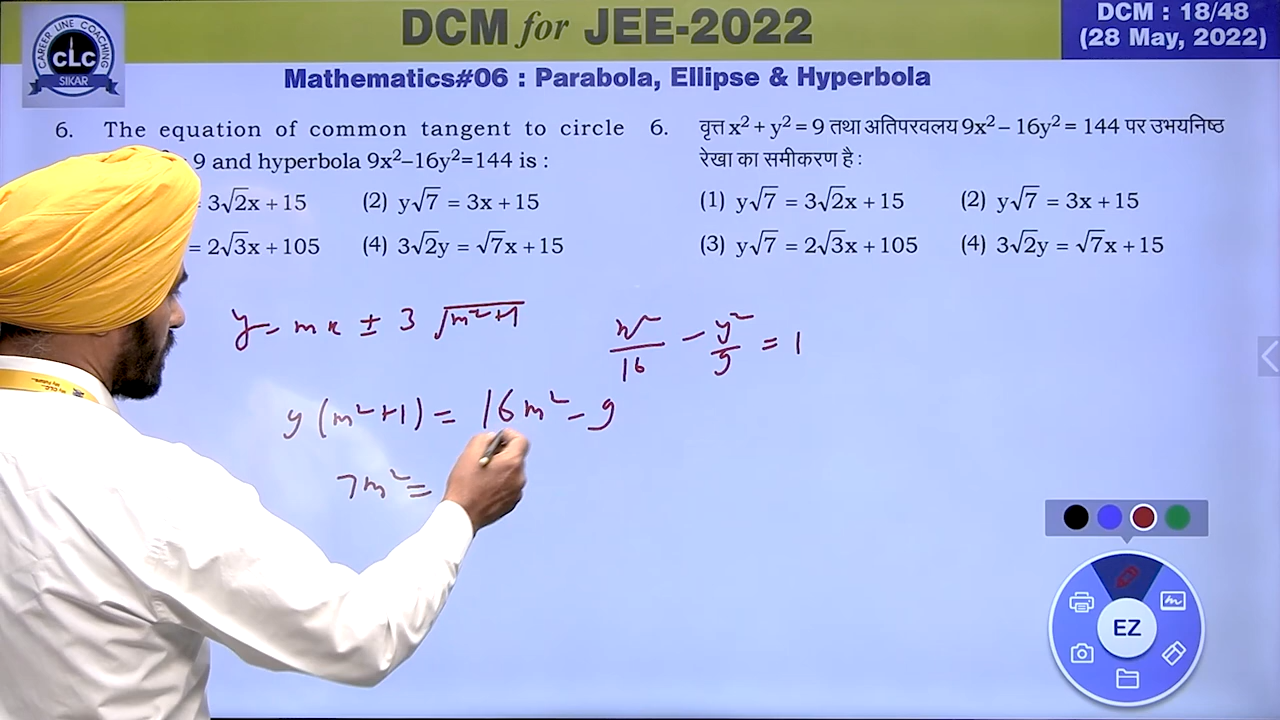 CAREER LINE COACHING
CLC
SIKAR
DCM for JEE-2022
DCM : 18/48
(28 May, 2022)
Mathematics#06 : Parabola, Ellipse & Hyperbola
6. The equation of common tangent to circle
9 and hyperbola 9x²–16y²=144 is :
= 3√2x + 15 (2) y√7 = 3x + 15
= 2√3x + 105 (4) 3√2y = √7x + 15
6. वृत्त x² + y² = 9 तथा अतिपरवलय 9x² – 16y² = 144 पर उभयनिष्ठ
रेखा का समीकरण है :
(1) y√7 = 3√2x + 15 (2) y√7 = 3x + 15
(3) y√7 = 2√3x + 105 (4) 3√2y = √7x + 15
y = mx ± 3 √m²+1
x²/16 – y²/9 = 1
9 (m²+1) = 16m² – 9
7m² =
EZ